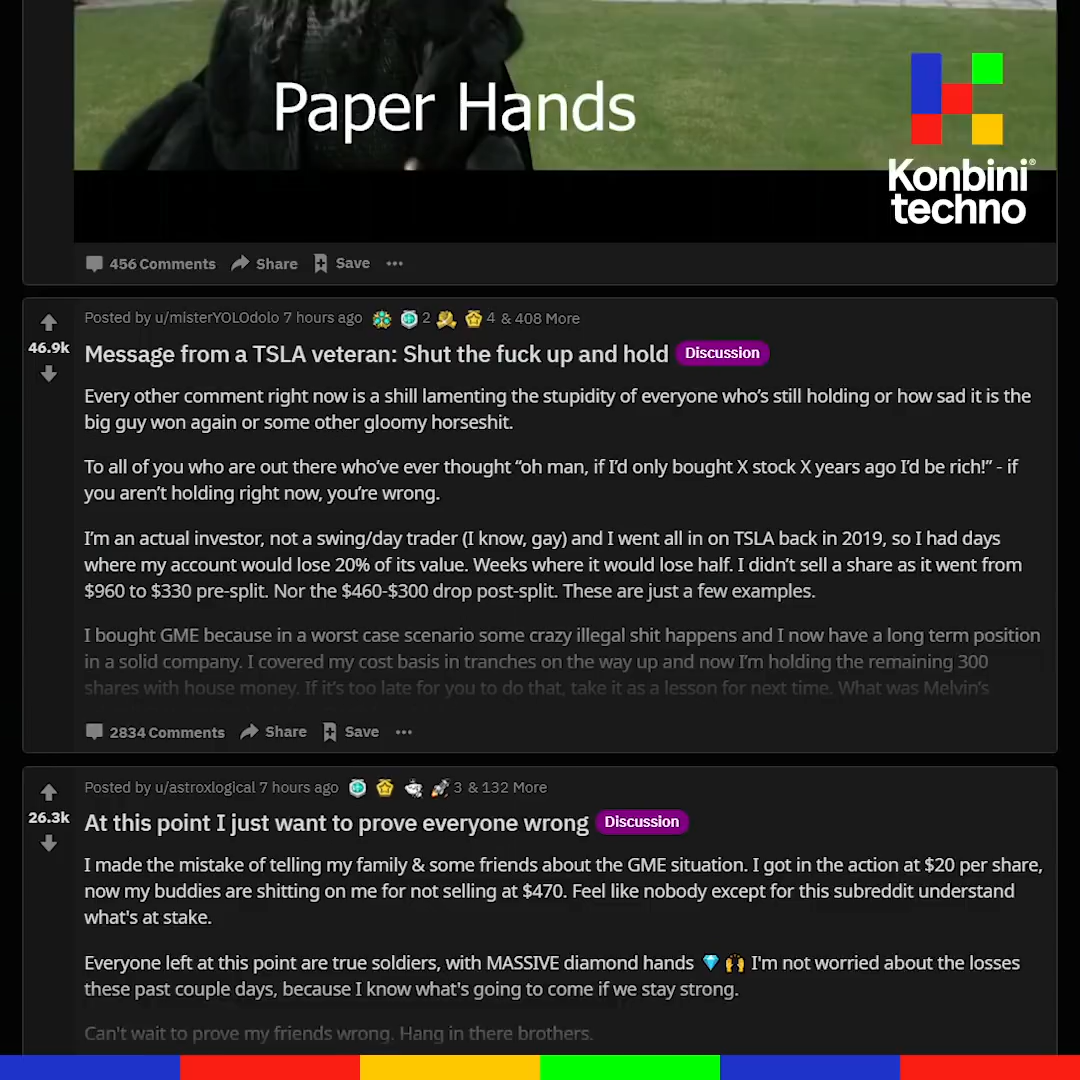 Paper Hands
Konbini®
techno
456 Comments Share Save ...
Posted by u/misterYOLOdolo 7 hours ago 2 4 & 408 More
46.9k
Message from a TSLA veteran: Shut the fuck up and hold Discussion
Every other comment right now is a shill lamenting the stupidity of everyone who's still holding or how sad it is the
big guy won again or some other gloomy horseshit.
To all of you who are out there who've ever thought “oh man, if I'd only bought X stock X years ago I'd be rich!” - if
you aren't holding right now, you're wrong.
I'm an actual investor, not a swing/day trader (I know, gay) and I went all in on TSLA back in 2019, so I had days
where my account would lose 20% of its value. Weeks where it would lose half. I didn't sell a share as it went from
$960 to $330 pre-split. Nor the $460-$300 drop post-split. These are just a few examples.
I bought GME because in a worst case scenario some crazy illegal shit happens and I now have a long term position
in a solid company. I covered my cost basis in tranches on the way up and now I'm holding the remaining 300
shares with house money. If it's too late for you to do that, take it as a lesson for next time. What was Melvin's
2834 Comments Share Save ...
Posted by u/astroxlogical 7 hours ago 3 & 132 More
26.3k
At this point I just want to prove everyone wrong Discussion
I made the mistake of telling my family & some friends about the GME situation. I got in the action at $20 per share,
now my buddies are shitting on me for not selling at $470. Feel like nobody except for this subreddit understand
what's at stake.
Everyone left at this point are true soldiers, with MASSIVE diamond hands 💎 🙌 I'm not worried about the losses
these past couple days, because I know what's going to come if we stay strong.
Can't wait to prove my friends wrong. Hang in there brothers.